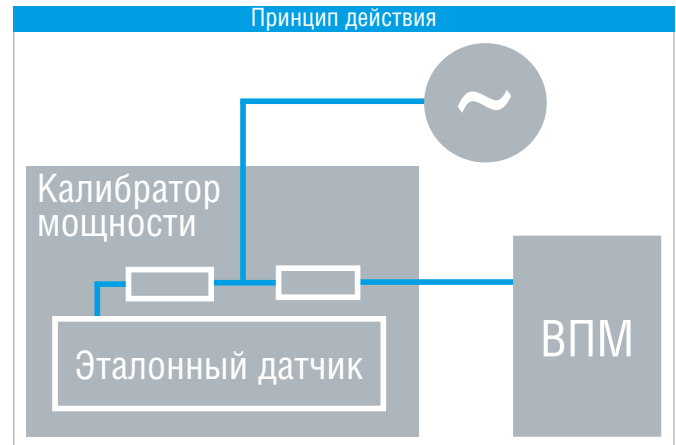 Принцип действия
~
Калибратор
мощности
Эталонный датчик
ВПМ